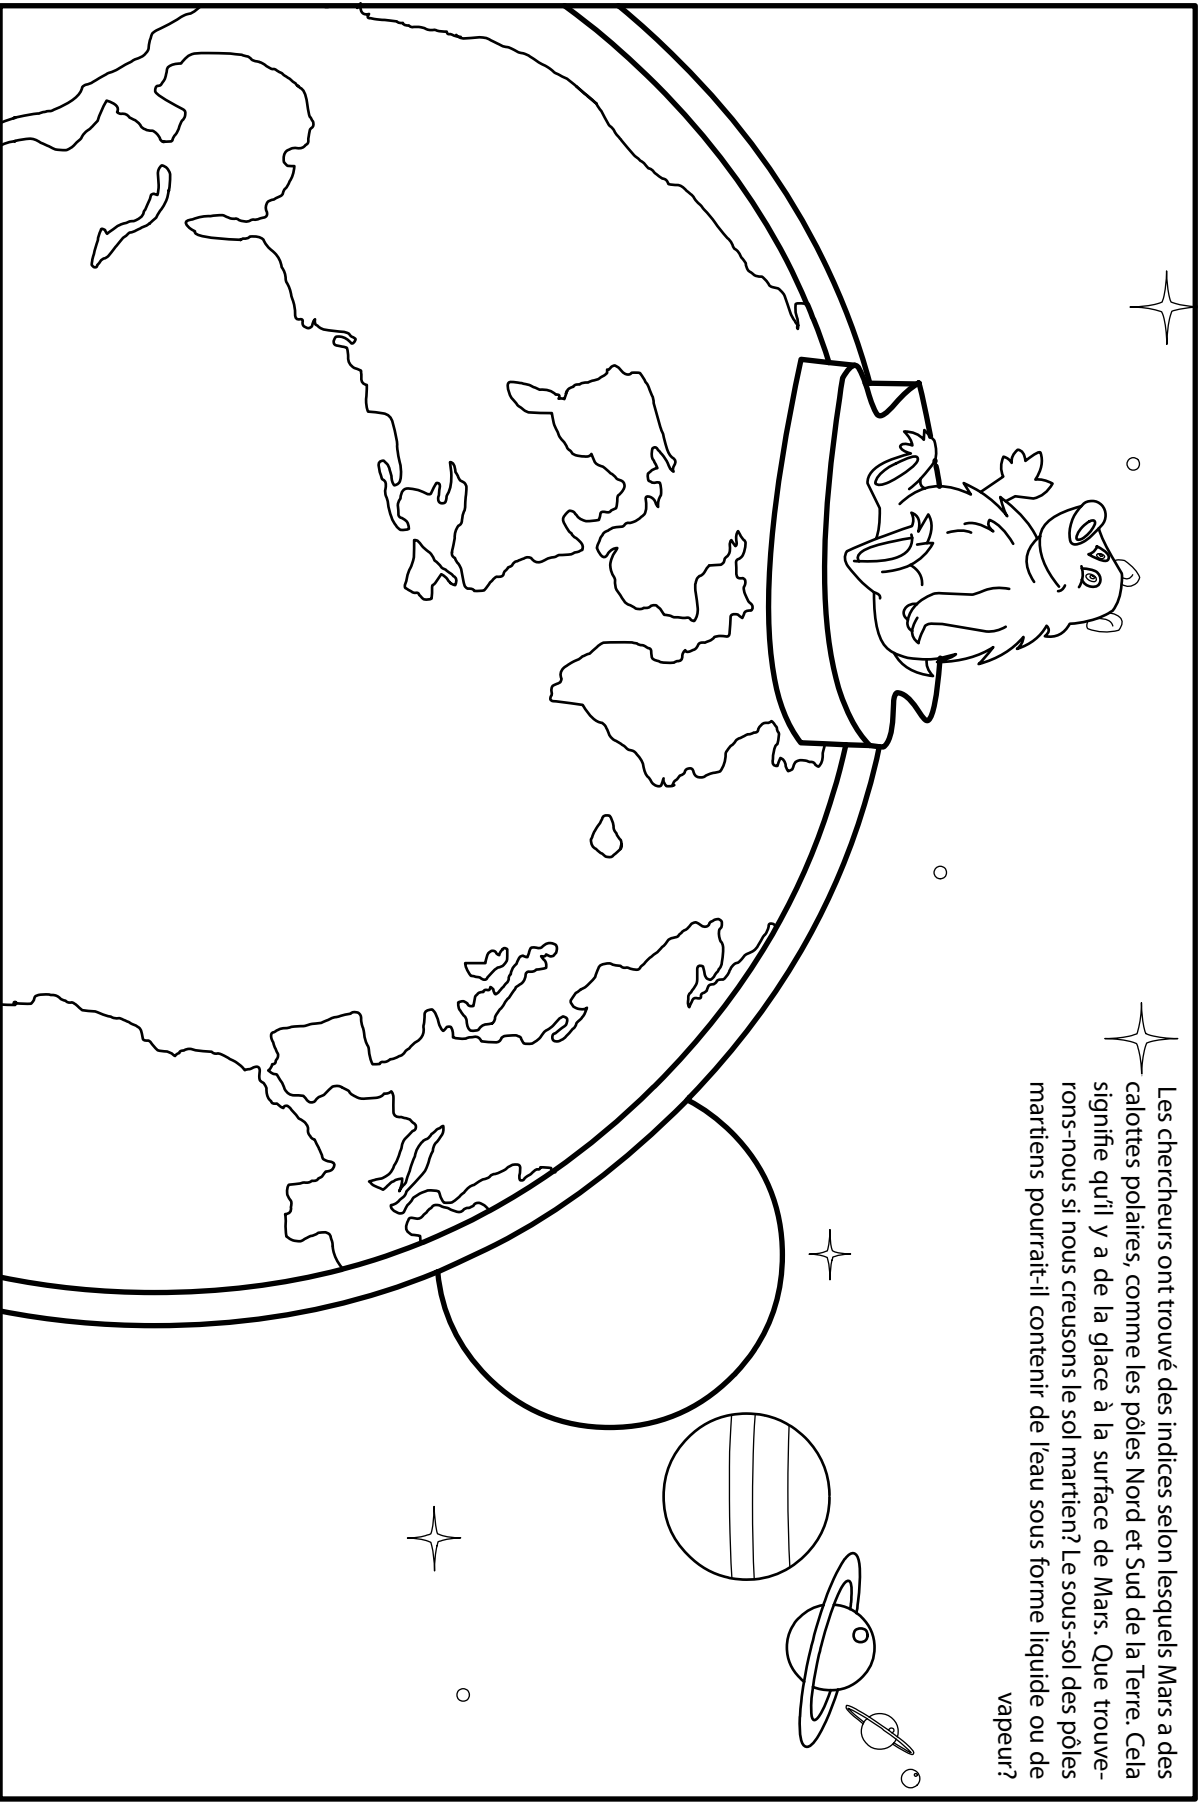 Les chercheurs ont trouvé des indices selon lesquels Mars a des
calottes polaires, comme les pôles Nord et Sud de la Terre. Cela
signifie qu'il y a de la glace à la surface de Mars. Que trouve-
rons-nous si nous creusons le sol martien? Le sous-sol des pôles
martiens pourrait-il contenir de l'eau sous forme liquide ou de
vapeur?